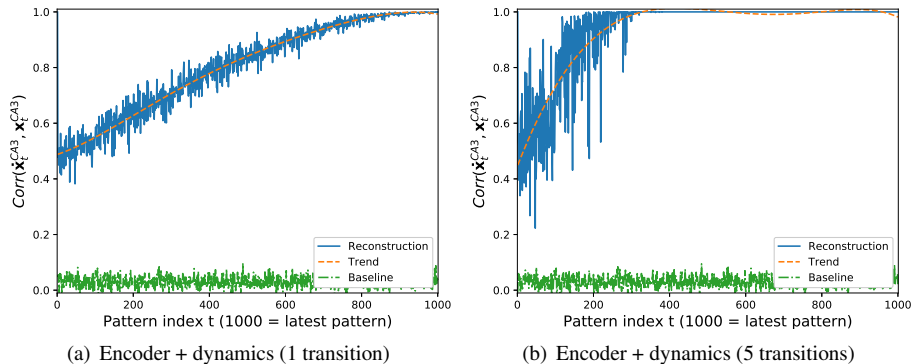 1.0
0.8
0.6
0.4
0.2
0.0
Corr(ẋ_t^{CA3}, x_t^{CA3})
Reconstruction
Trend
Baseline
0 200 400 600 800 1000
Pattern index t (1000 = latest pattern)
(a) Encoder + dynamics (1 transition)
1.0
0.8
0.6
0.4
0.2
0.0
Corr(ẋ_t^{CA3}, x_t^{CA3})
Reconstruction
Trend
Baseline
0 200 400 600 800 1000
Pattern index t (1000 = latest pattern)
(b) Encoder + dynamics (5 transitions)